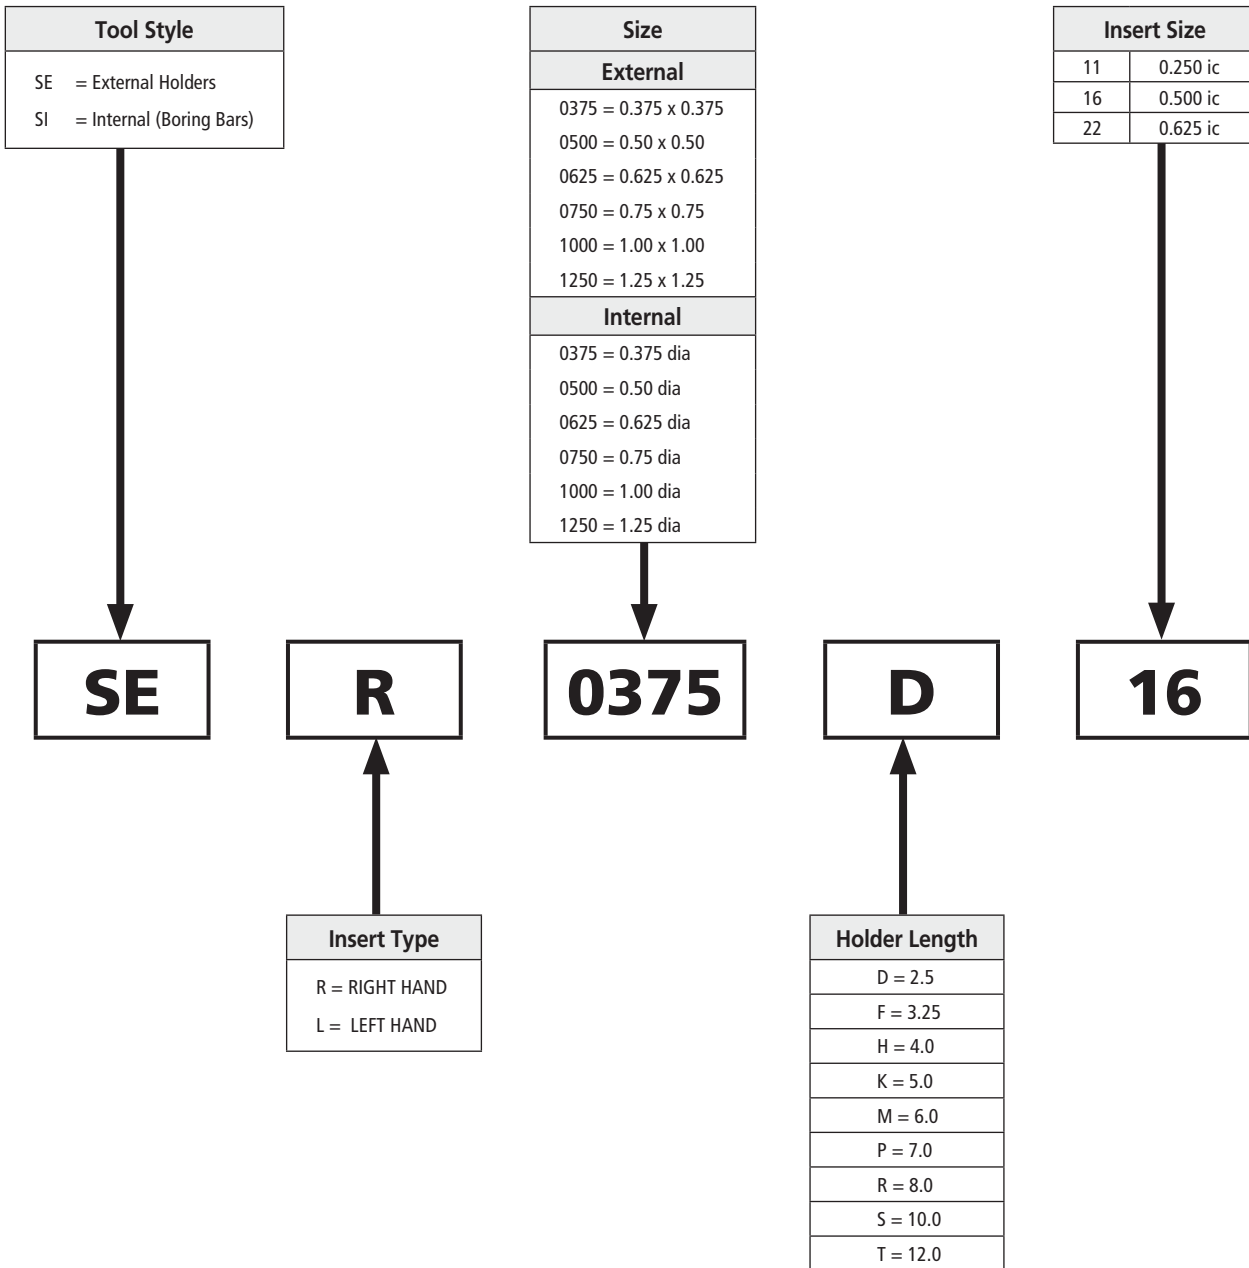 Tool Style
SE = External Holders
SI = Internal (Boring Bars)
Size
External
0375 = 0.375 x 0.375
0500 = 0.50 x 0.50
0625 = 0.625 x 0.625
0750 = 0.75 x 0.75
1000 = 1.00 x 1.00
1250 = 1.25 x 1.25
Internal
0375 = 0.375 dia
0500 = 0.50 dia
0625 = 0.625 dia
0750 = 0.75 dia
1000 = 1.00 dia
1250 = 1.25 dia
Insert Size
11 0.250 ic
16 0.500 ic
22 0.625 ic
SE R 0375 D 16
Insert Type
R = RIGHT HAND
L = LEFT HAND
Holder Length
D = 2.5
F = 3.25
H = 4.0
K = 5.0
M = 6.0
P = 7.0
R = 8.0
S = 10.0
T = 12.0